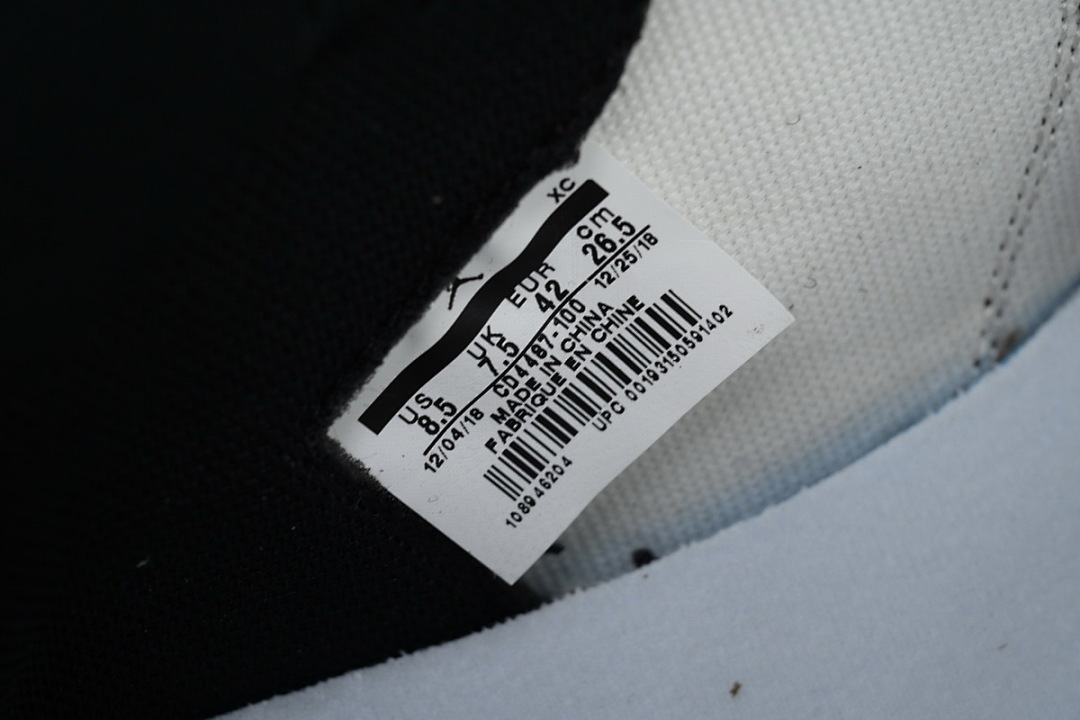 XC
US UK EUR cm
8.5 7.5 42 26.5
12/04/18 CD4487-100 12/25/18
MADE IN CHINA
FABRIQUE EN CHINE
UPC 00193150591402
108946204